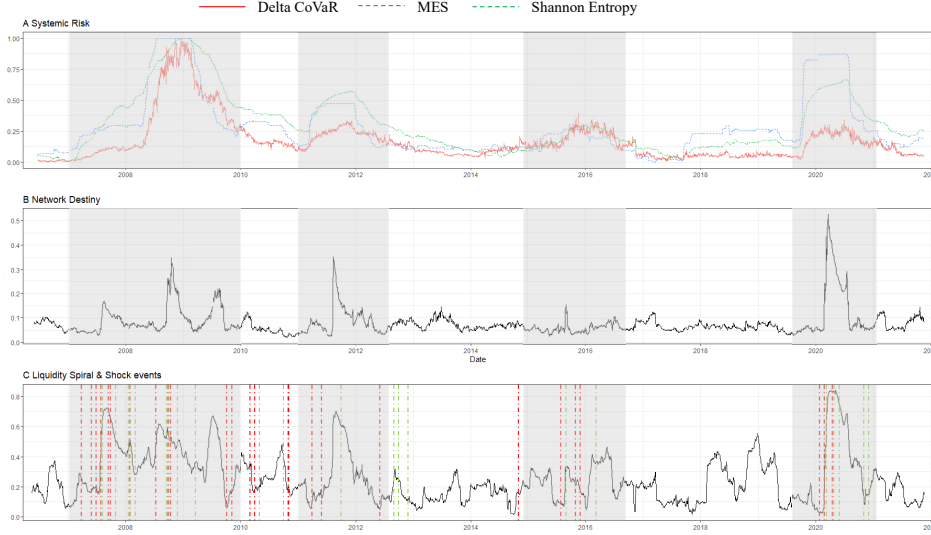 Delta CoVaR MES Shannon Entropy
A Systemic Risk
1.00
0.75
0.50
0.25
0.00
2008 2010 2012 2014 2016 2018 2020 202
B Network Destiny
0.5
0.4
0.3
0.2
0.1
0.0
2008 2010 2012 2014 2016 2018 2020 202
Date
C Liquidity Spiral & Shock events
0.8
0.6
0.4
0.2
0.0
2008 2010 2012 2014 2016 2018 2020 202